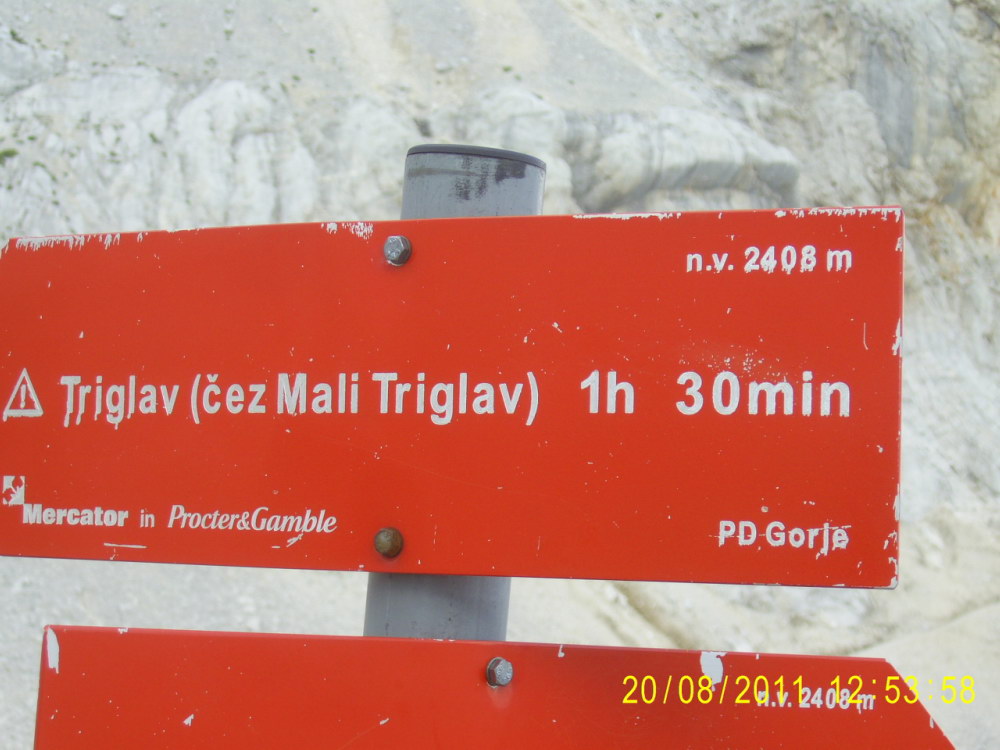 n.v. 2408 m
Triglav (čez Mali Triglav) 1h 30min
Mercator in Procter&Gamble
PD Gorje
n.v. 2408 m
20/08/2011 12:53:58